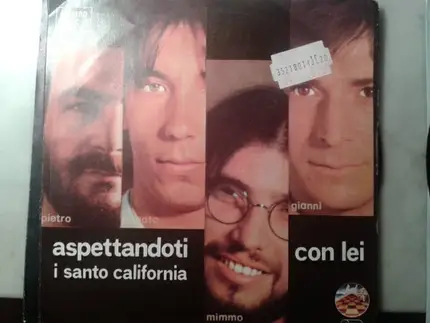 pietro
gianni
aspettandoti
i santo california
con lei
mimmo